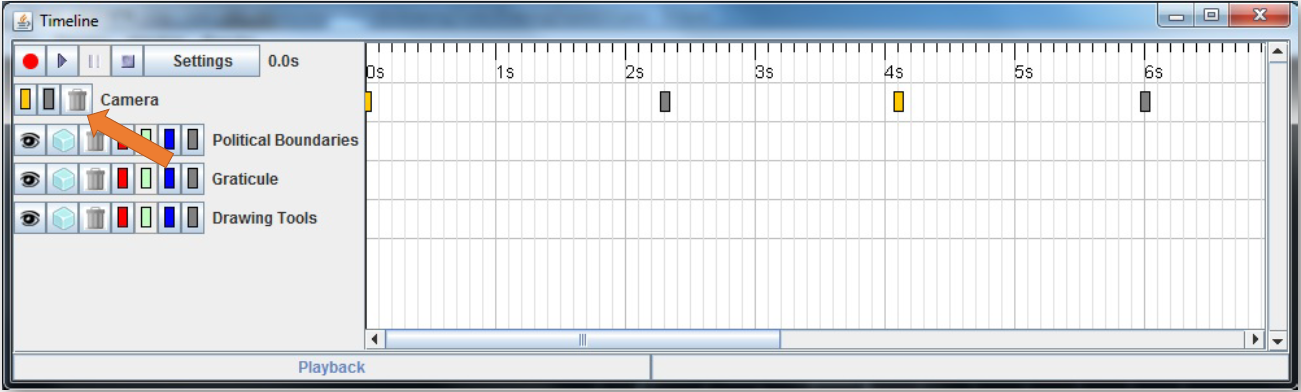 Timeline
Settings 0.0s 0s 1s 2s 3s 4s 5s 6s
Camera
Political Boundaries
Graticule
Drawing Tools
Playback